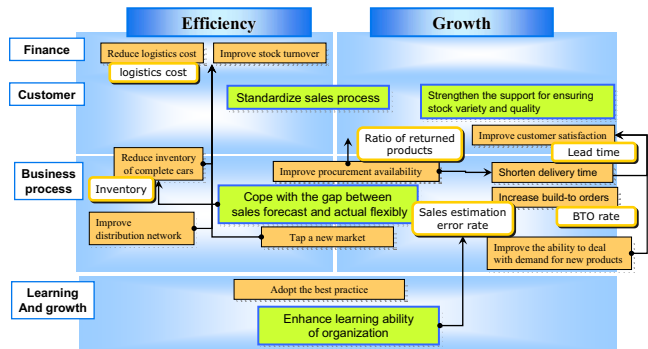 Efficiency
Growth
Finance
Reduce logistics cost
Improve stock turnover
logistics cost
Customer
Standardize sales process
Strengthen the support for ensuring
stock variety and quality
Ratio of returned
products
Improve customer satisfaction
Lead time
Business
process
Reduce inventory
of complete cars
Improve procurement availability
Shorten delivery time
Inventory
Cope with the gap between
sales forecast and actual flexibly
Increase build-to orders
Sales estimation
error rate
BTO rate
Improve
distribution network
Tap a new market
Improve the ability to deal
with demand for new products
Learning
And growth
Adopt the best practice
Enhance learning ability
of organization